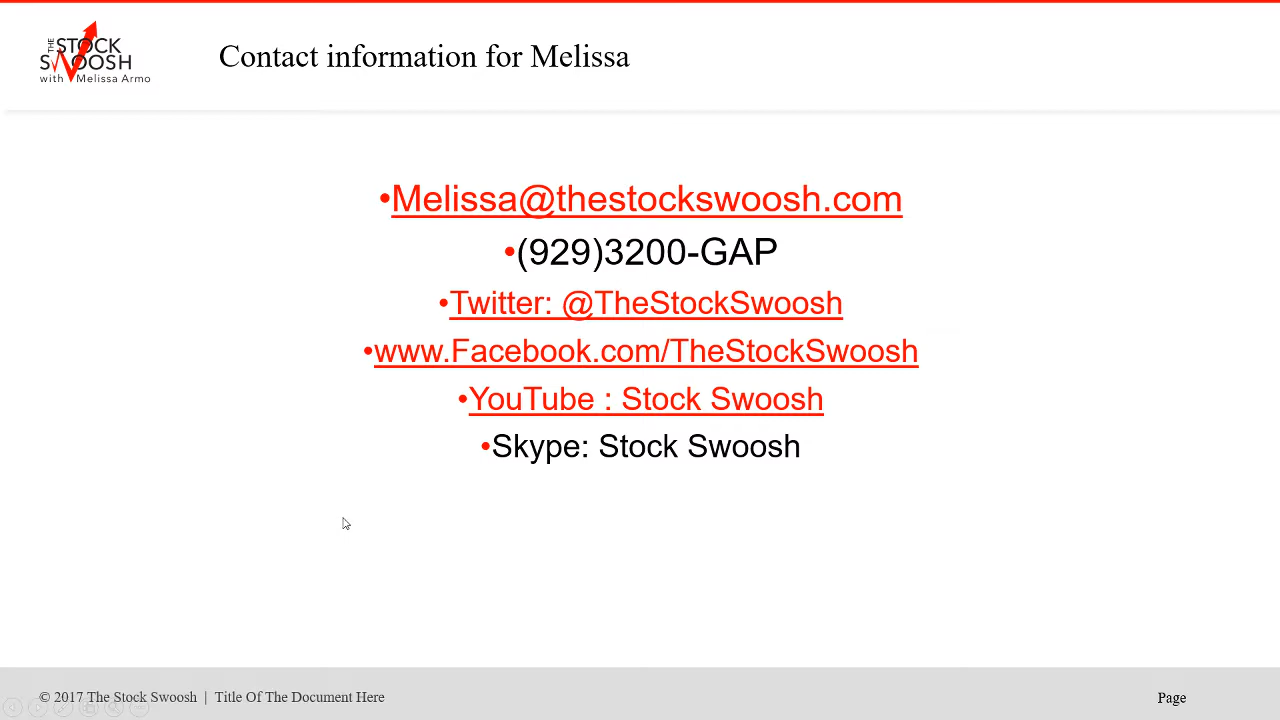 THE STOCK
SWOOSH
with Melissa Armo
Contact information for Melissa
•Melissa@thestockswoosh.com
•(929)3200-GAP
•Twitter: @TheStockSwoosh
•www.Facebook.com/TheStockSwoosh
•YouTube : Stock Swoosh
•Skype: Stock Swoosh
© 2017 The Stock Swoosh | Title Of The Document Here
Page